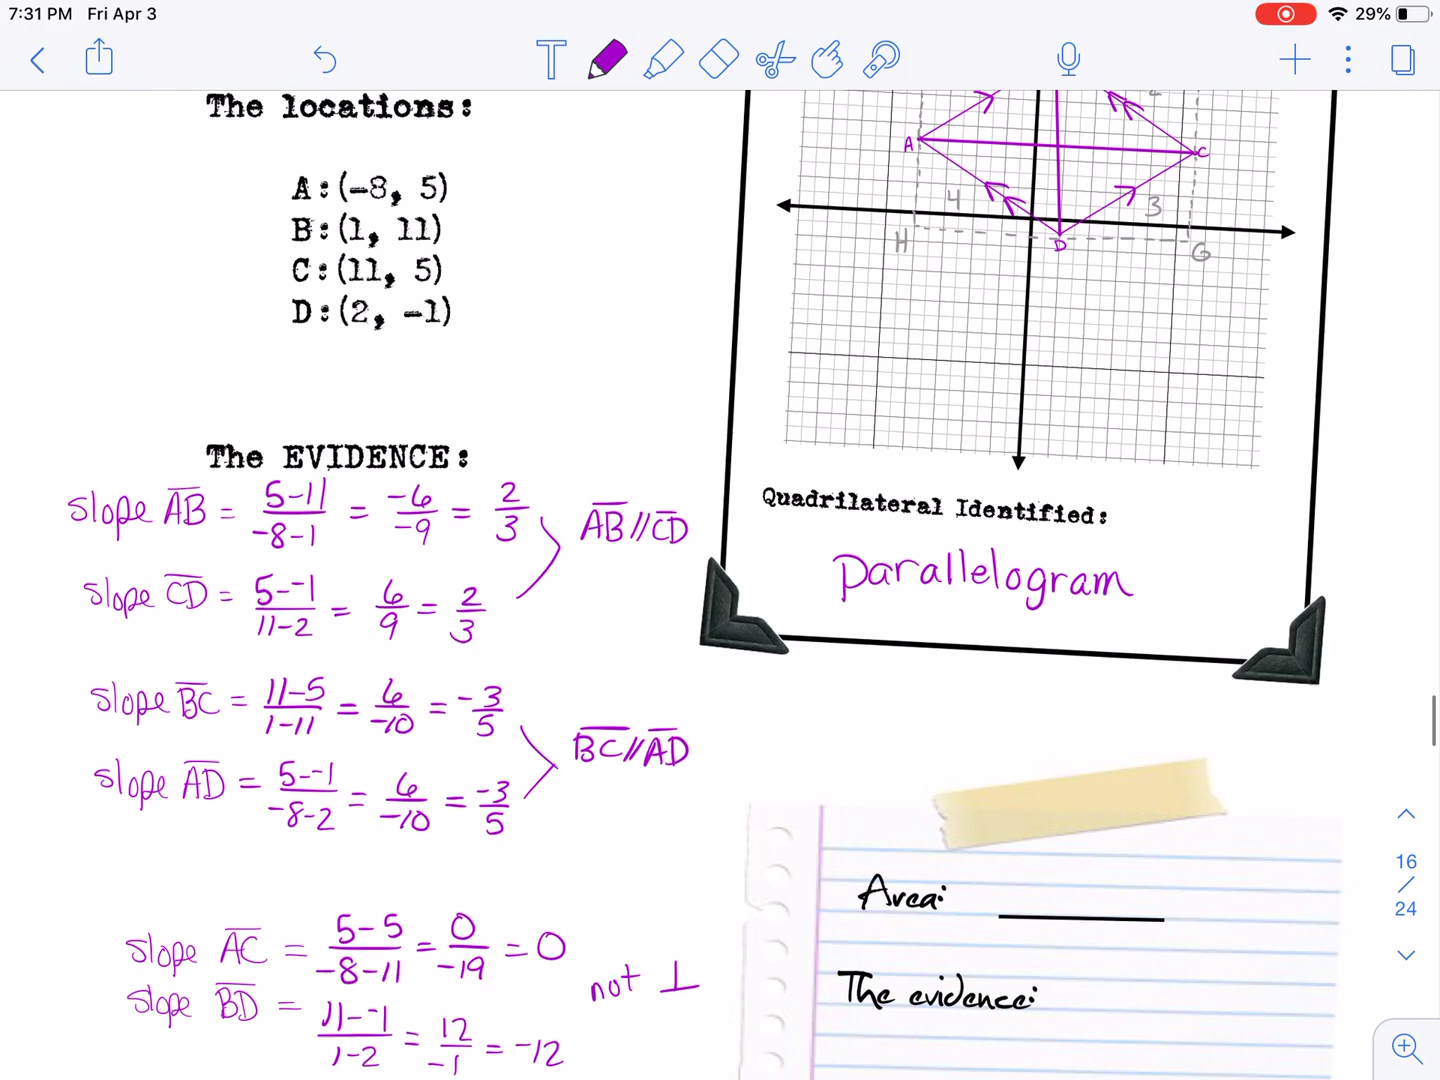 7:31 PM Fri Apr 3
29%
T
The locations:
A:(-8, 5)
B:(1, 11)
C:(11, 5)
D:(2, -1)
A
C
4
3
H
D
G
The EVIDENCE:
slope AB = 5-11/-8-1 = -6/-9 = 2/3
AB//CD
slope CD = 5--1/11-2 = 6/9 = 2/3
slope BC = 11-5/1-11 = 6/-10 = -3/5
BC//AD
slope AD = 5--1/-8-2 = 6/-10 = -3/5
slope AC = 5-5/-8-11 = 0/-19 = 0
not ⊥
slope BD = 11--1/1-2 = 12/-1 = -12
Quadrilateral Identified:
parallelogram
Area:
The evidence:
16
/
24